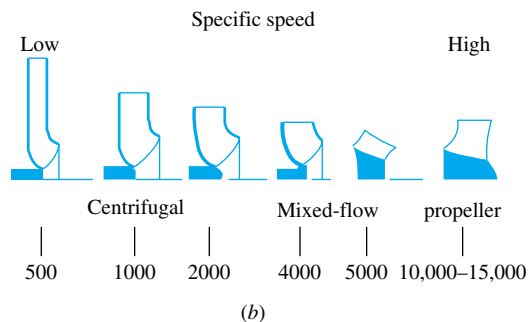 Specific speed
Low High
Centrifugal Mixed-flow propeller
500 1000 2000 4000 5000 10,000–15,000
(b)